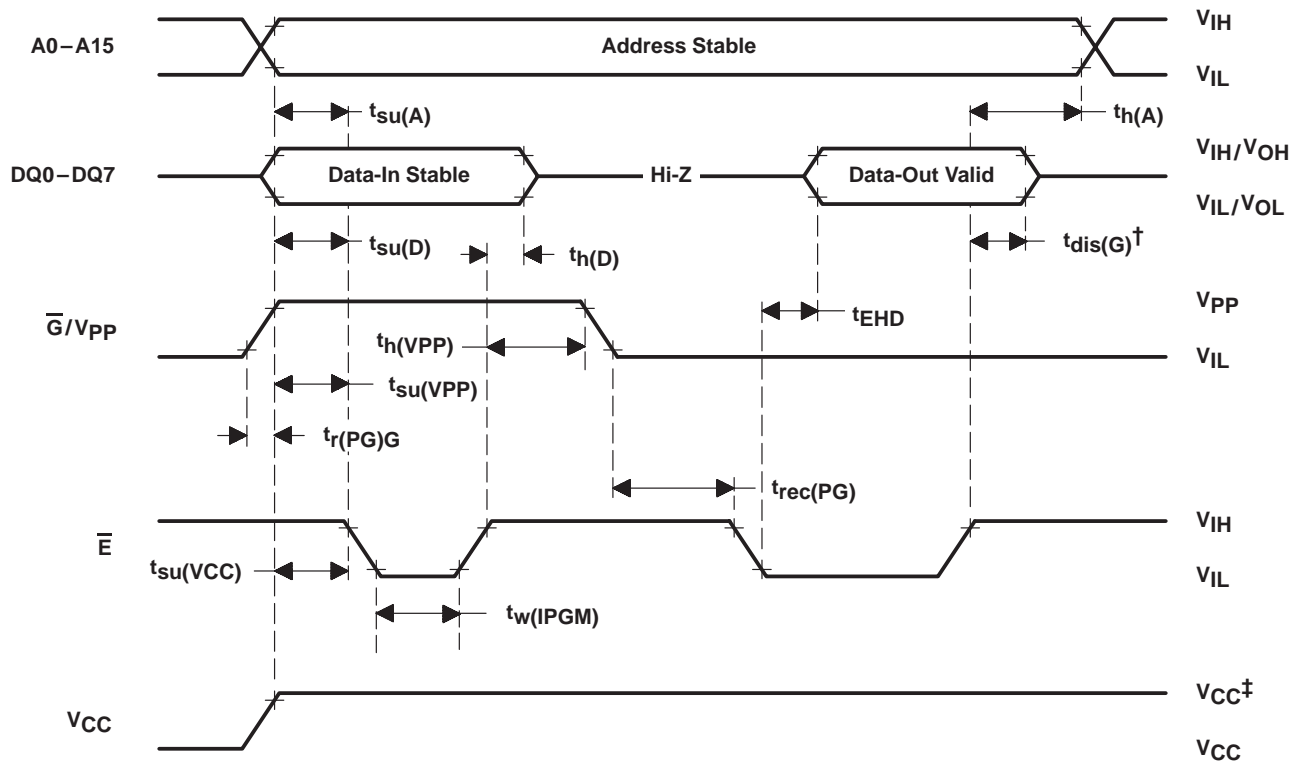 A0–A15
Address Stable
VIH
VIL
tsu(A)
th(A)
DQ0–DQ7
Data-In Stable
Hi-Z
Data-Out Valid
VIH/VOH
VIL/VOL
tsu(D)
th(D)
tdis(G)†
G/VPP
VPP
tEHD
th(VPP)
VIL
tsu(VPP)
tr(PG)G
trec(PG)
E
VIH
tsu(VCC)
VIL
tw(IPGM)
VCC
VCC‡
VCC